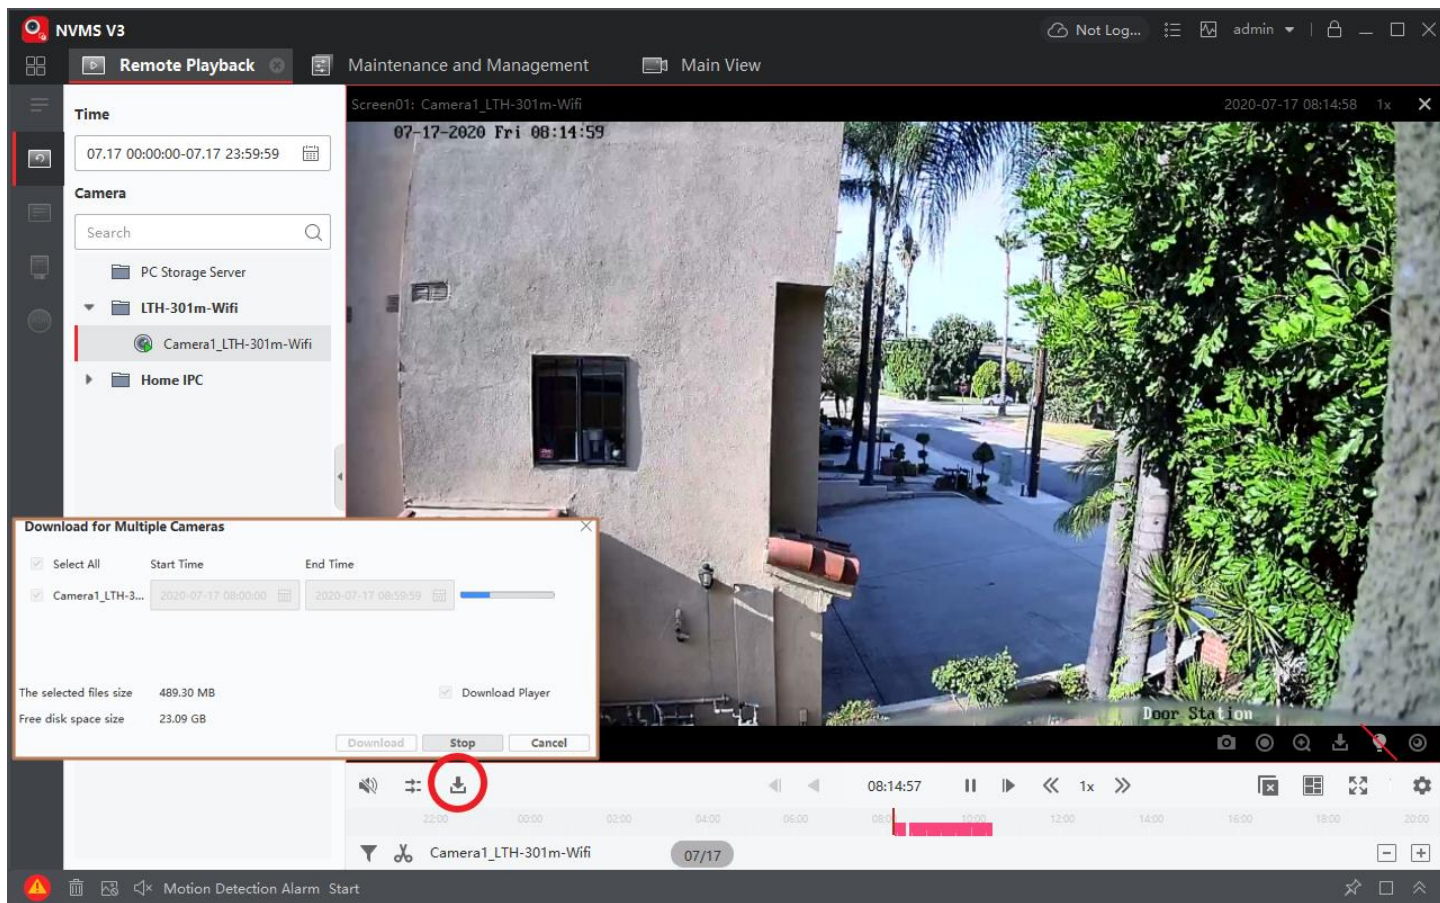 NVMS V3
Not Log...
admin
Remote Playback
Maintenance and Management
Main View
Time
07.17 00:00:00-07.17 23:59:59
Camera
Search
PC Storage Server
LTH-301m-Wifi
Camera1_LTH-301m-Wifi
Home IPC
Screen01: Camera1_LTH-301m-Wifi
2020-07-17 08:14:58 1x
07-17-2020 Fri 08:14:59
Door Station
Download for Multiple Cameras
Select All Start Time End Time
Camera1_LTH-3... 2020-07-17 08:00:00 2020-07-17 08:59:59
The selected files size 489.30 MB
Download Player
Free disk space size 23.09 GB
Download Stop Cancel
08:14:57
1x
22:00 00:00 02:00 04:00 06:00 08:00 10:00 12:00 14:00 16:00 18:00 20:00
Camera1_LTH-301m-Wifi
07/17
Motion Detection Alarm Start